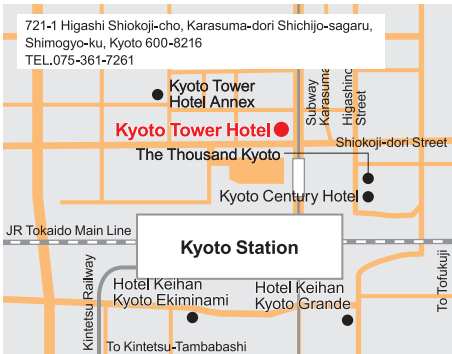 721-1 Higashi Shiokoji-cho, Karasuma-dori Shichijo-sagaru,
Shimogyo-ku, Kyoto 600-8216
TEL.075-361-7261
Kyoto Tower
Hotel Annex
Subway
Karasuma
Higashino
Street
Kyoto Tower Hotel
Shiokoji-dori Street
The Thousand Kyoto
Kyoto Century Hotel
JR Tokaido Main Line
Kyoto Station
Kintetsu Railway
Hotel Keihan
Kyoto Ekiminami
Hotel Keihan
Kyoto Grande
To Tofukuji
To Kintetsu-Tambabashi